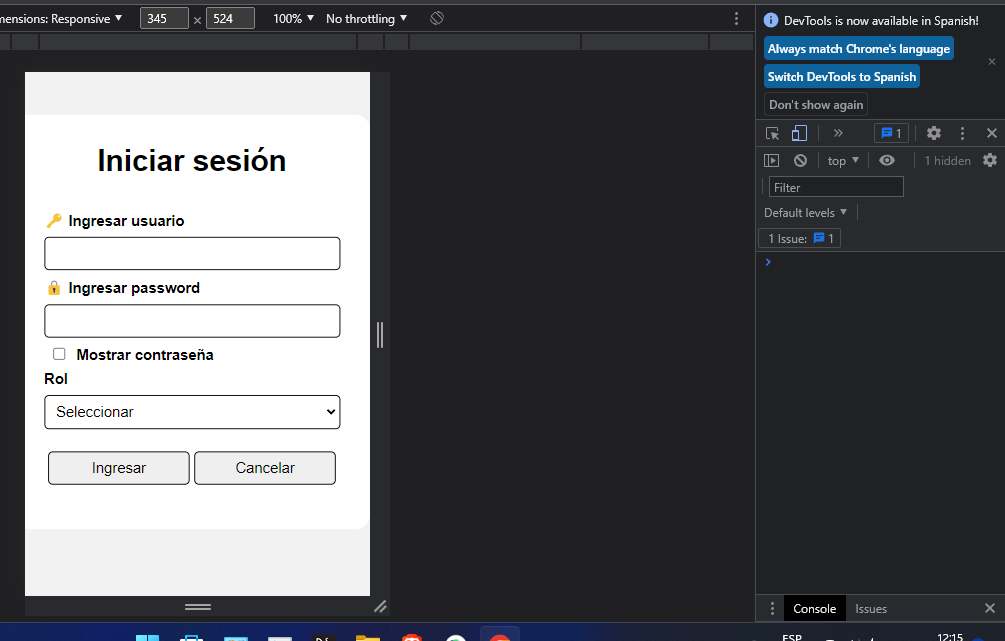 mensions: Responsive ▼ 345 × 524 100% ▼ No throttling ▼
DevTools is now available in Spanish!
Always match Chrome's language
Switch DevTools to Spanish
Don't show again
1
top ▼ 1 hidden
Filter
Default levels ▼
1 Issue: 1
Iniciar sesión
Ingresar usuario
Ingresar password
Mostrar contraseña
Rol
Seleccionar
Ingresar Cancelar
Console Issues
ESP 12:15